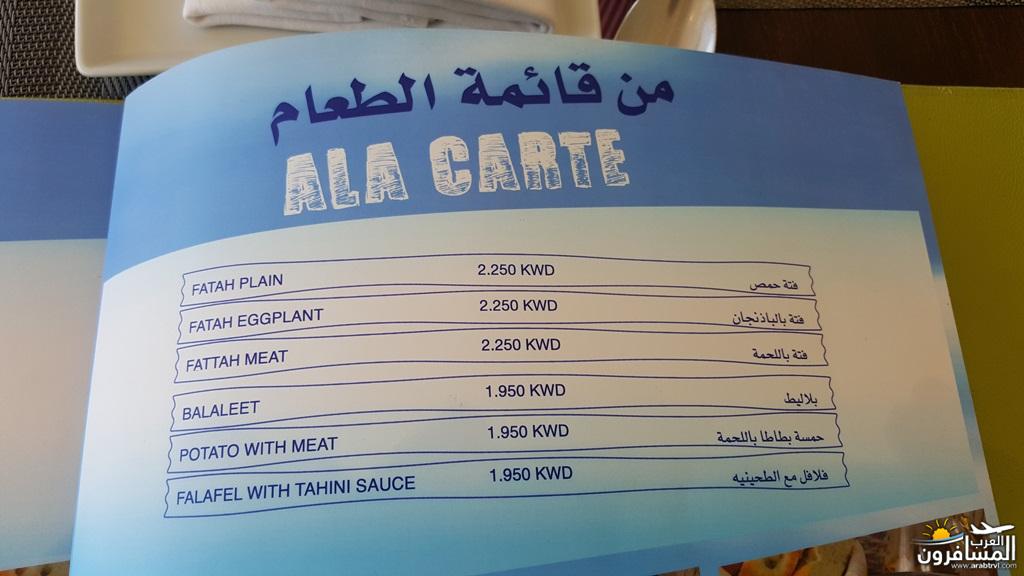 من قائمة الطعام
ALA CARTE
FATAH PLAIN 2.250 KWD فتة حمص
FATAH EGGPLANT 2.250 KWD فتة بالباذنجان
FATTAH MEAT 2.250 KWD فتة باللحمة
BALALEET 1.950 KWD بلاليط
POTATO WITH MEAT 1.950 KWD حمسة بطاطا باللحمة
FALAFEL WITH TAHINI SAUCE 1.950 KWD فلافل مع الطحينيه
العرب
المسافرون
www.arabtrvl.com